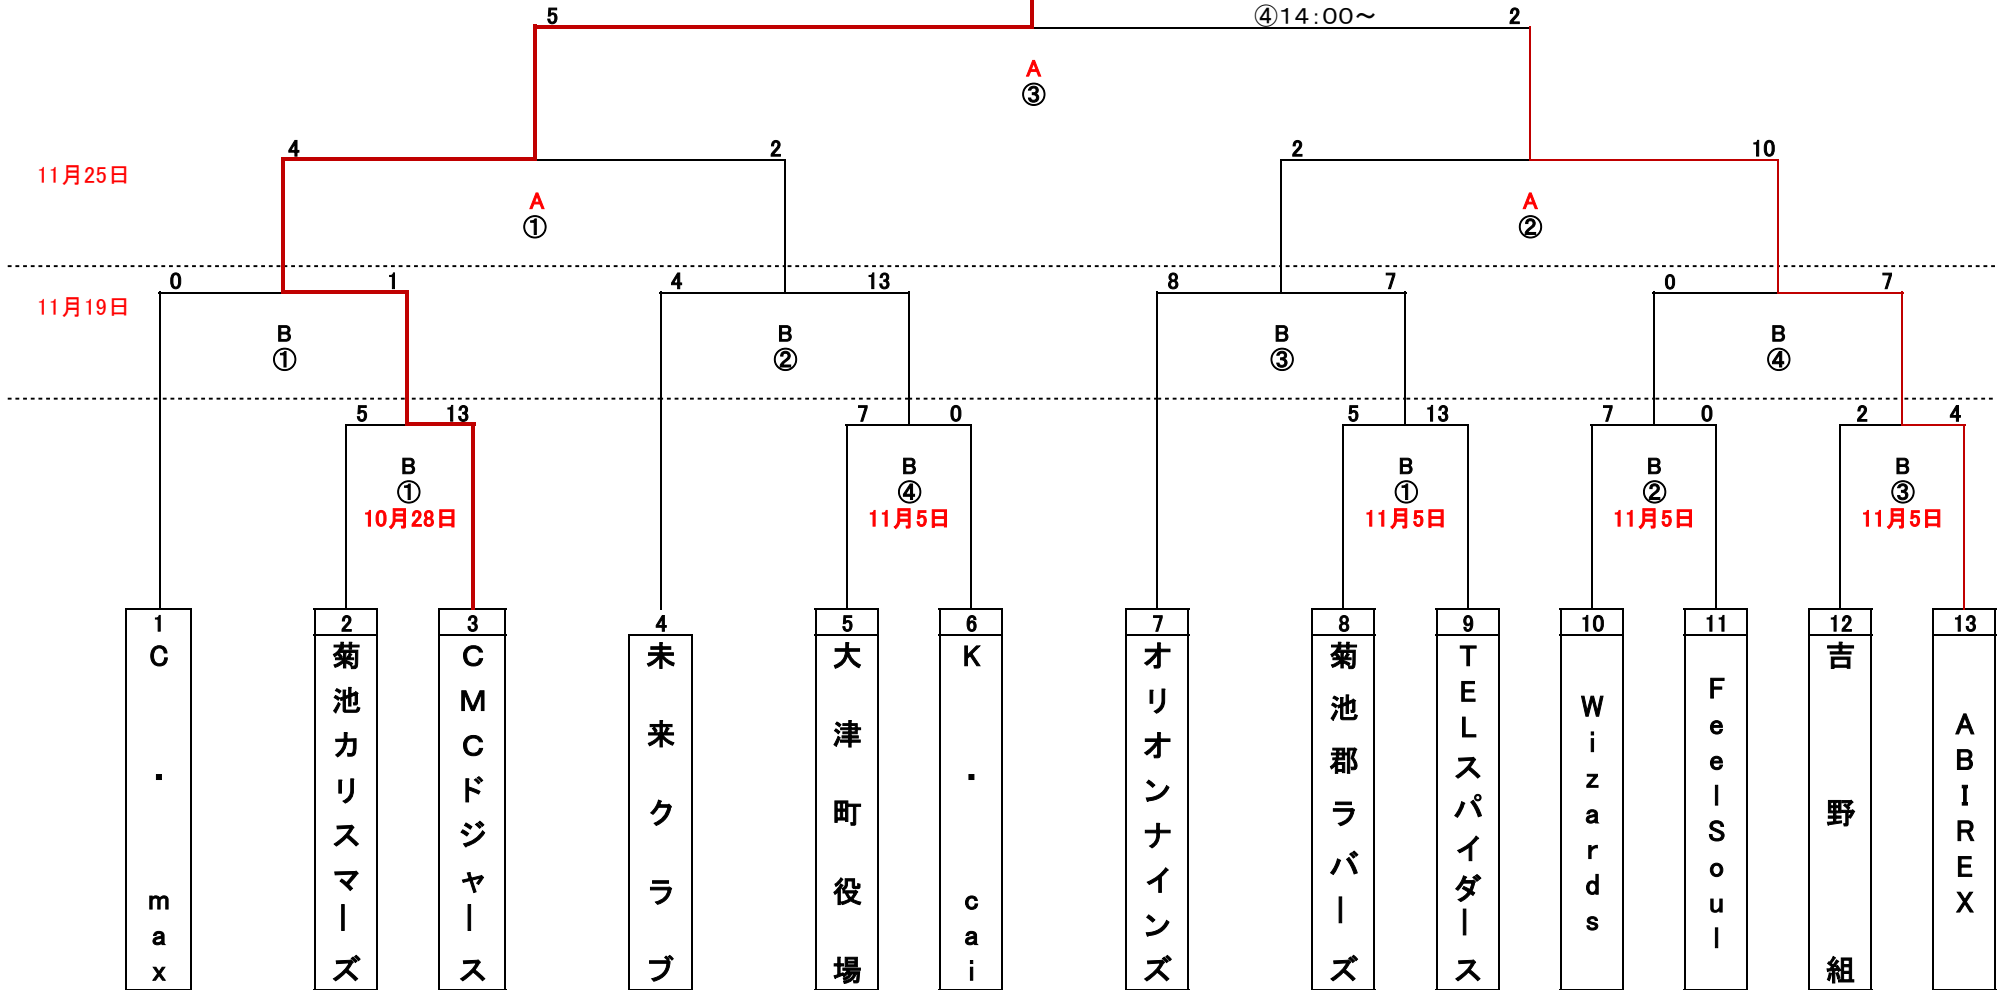 5 ④14:00～ 2
A
③
4 2 2 10
11月25日
A A
① ②
0 1 4 13 8 7 0 7
11月19日
B B B B
① ② ③ ④
5 13 7 0 5 13 7 0 2 4
B B B B B
① ④ ① ② ③
10月28日 11月5日 11月5日 11月5日 11月5日
1 C・max
2 菊池カリスマーズ
3 CMCドジャース
4 未来クラブ
5 大津町役場
6 K・cai
7 オリオンナインズ
8 菊池郡ラバーズ
9 TELスパイダース
10 Wizards
11 FeelSoul
12 吉野組
13 ABIREX